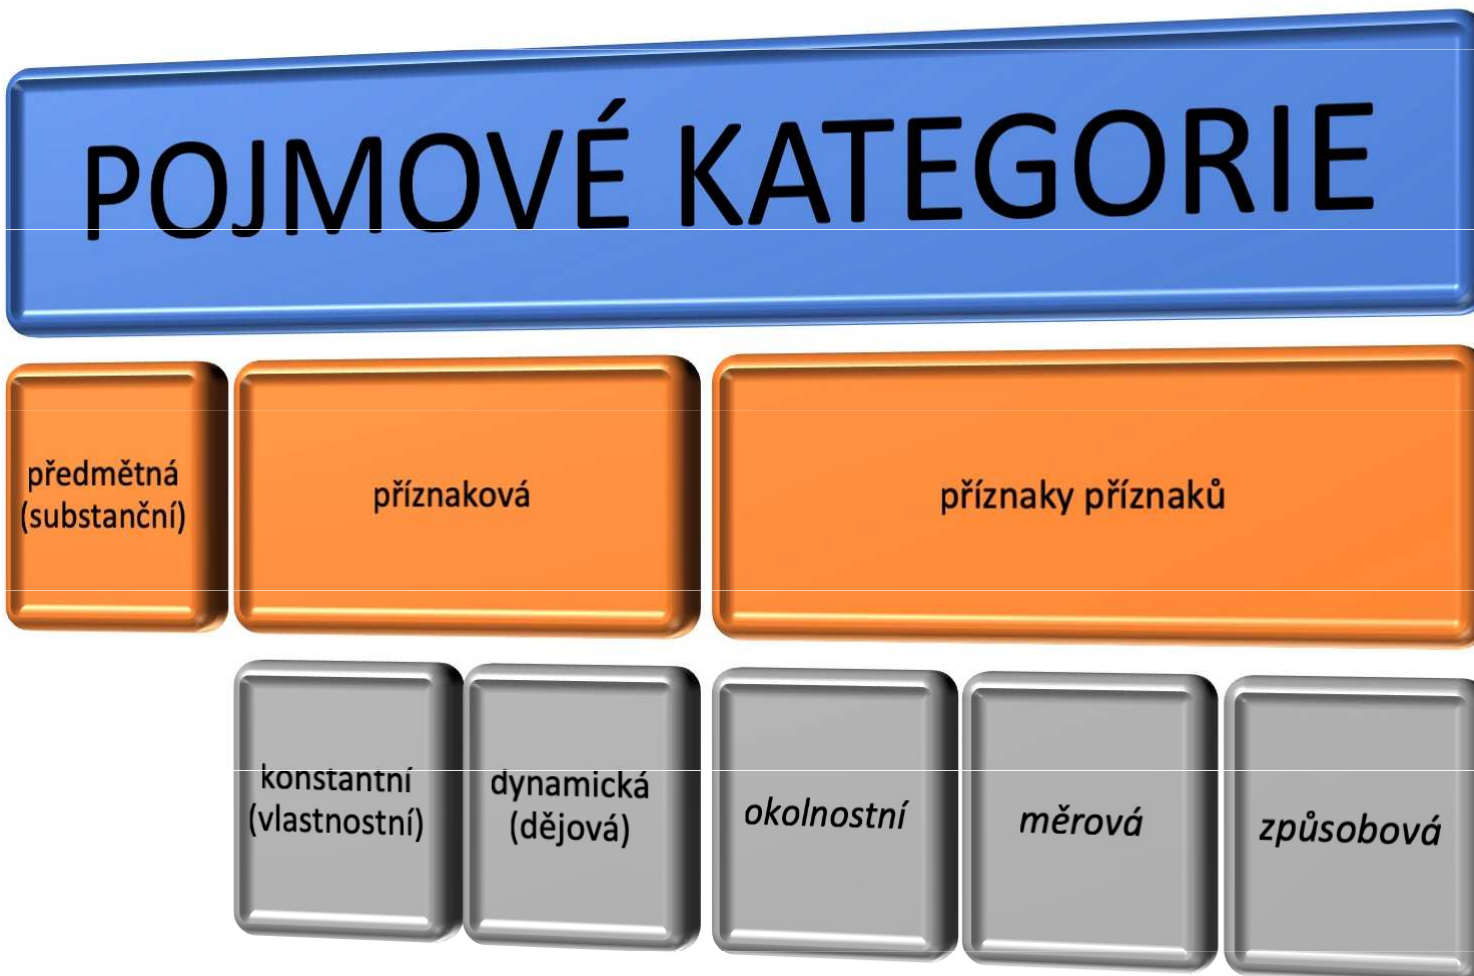 POJMOVÉ KATEGORIE
předmětná
(substanční)
příznaková
příznaky příznaků
konstantní
(vlastnostní)
dynamická
(dějová)
okolnostní
měrová
způsobová